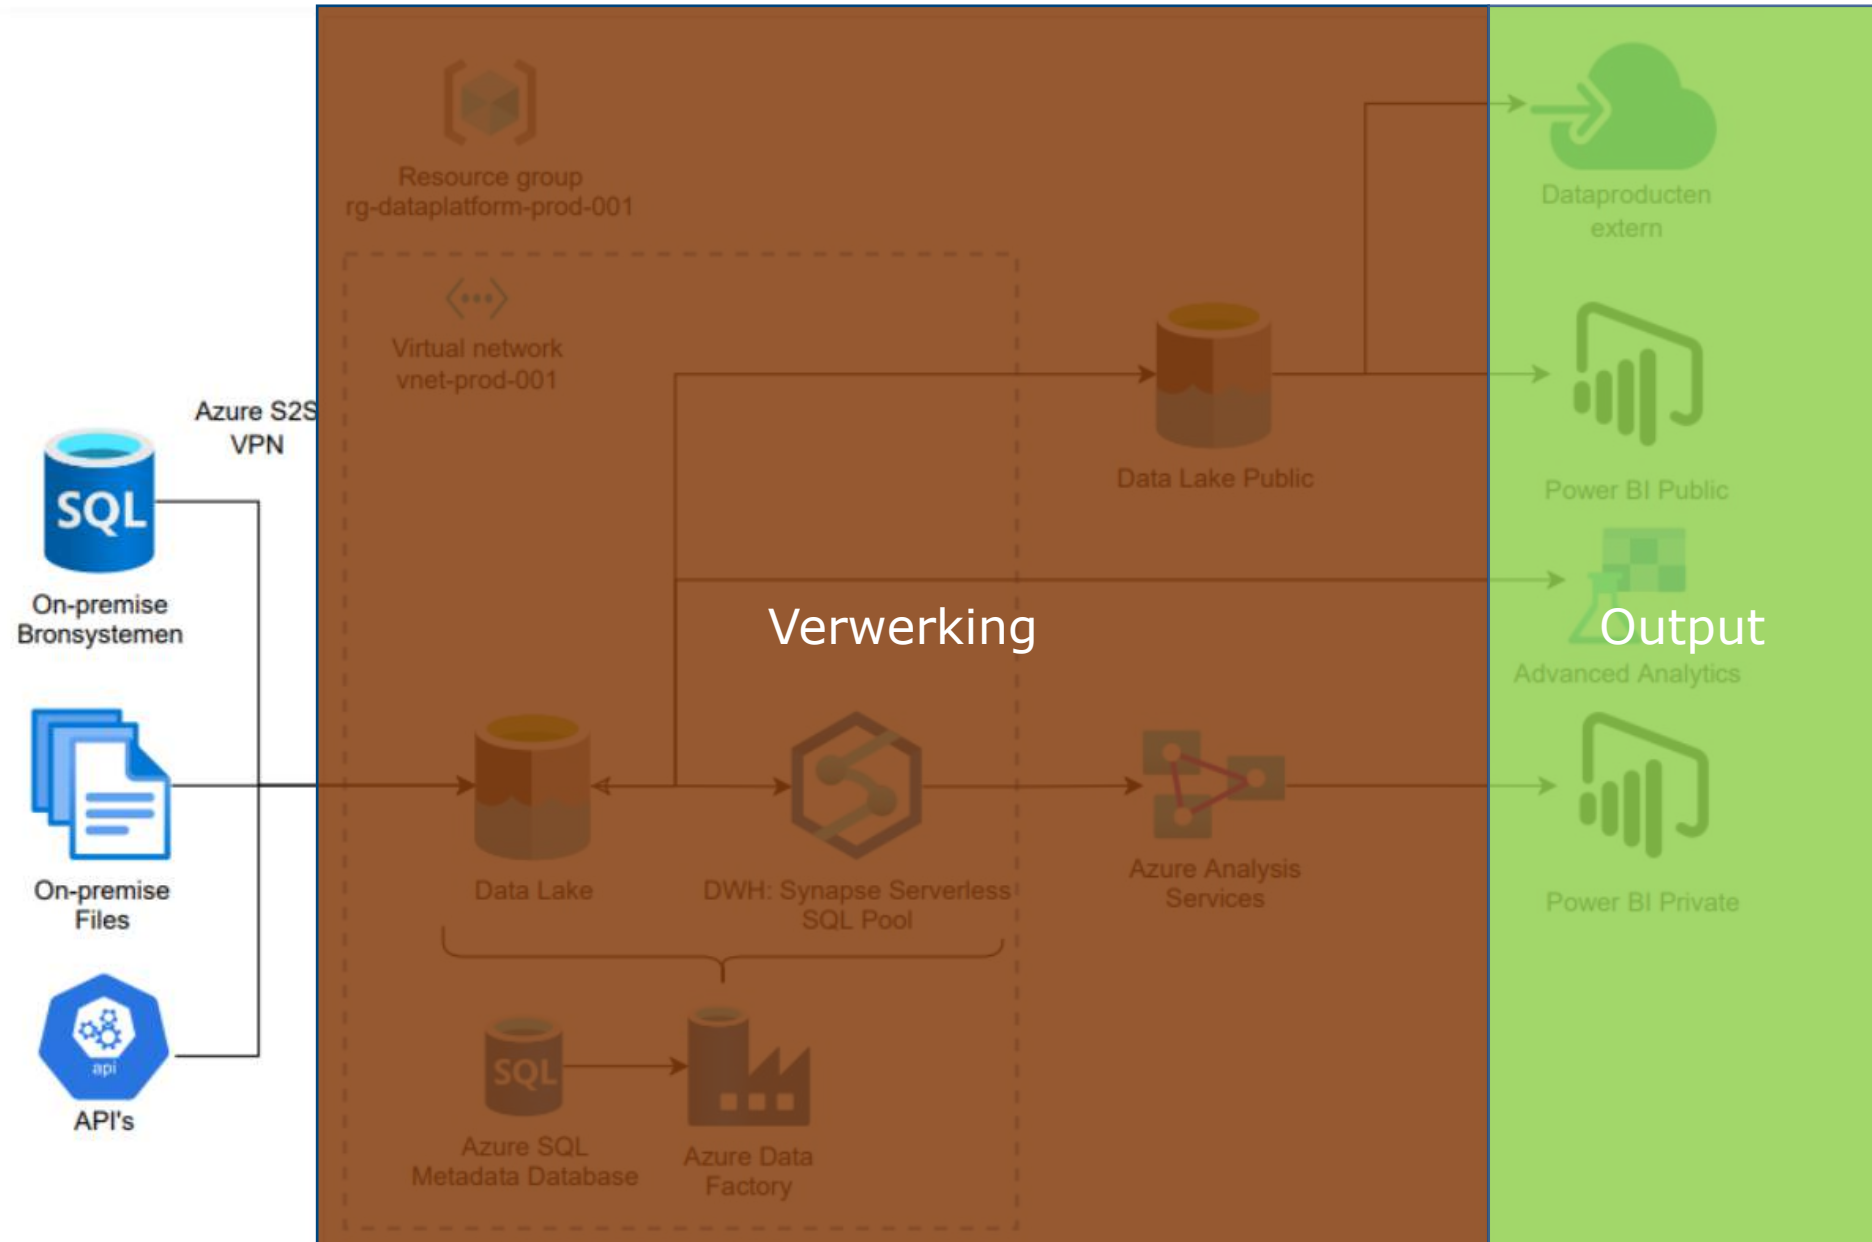 Azure S2S
VPN
SQL
On-premise
Bronsystemen
On-premise
Files
api
API's
Resource group
rg-dataplatform-prod-001
Virtual network
vnet-prod-001
Data Lake Public
Verwerking
Data Lake
DWH: Synapse Serverless
SQL Pool
Azure Analysis
Services
SQL
Azure SQL
Metadata Database
Azure Data
Factory
Dataproducten
extern
Power BI Public
Output
Advanced Analytics
Power BI Private